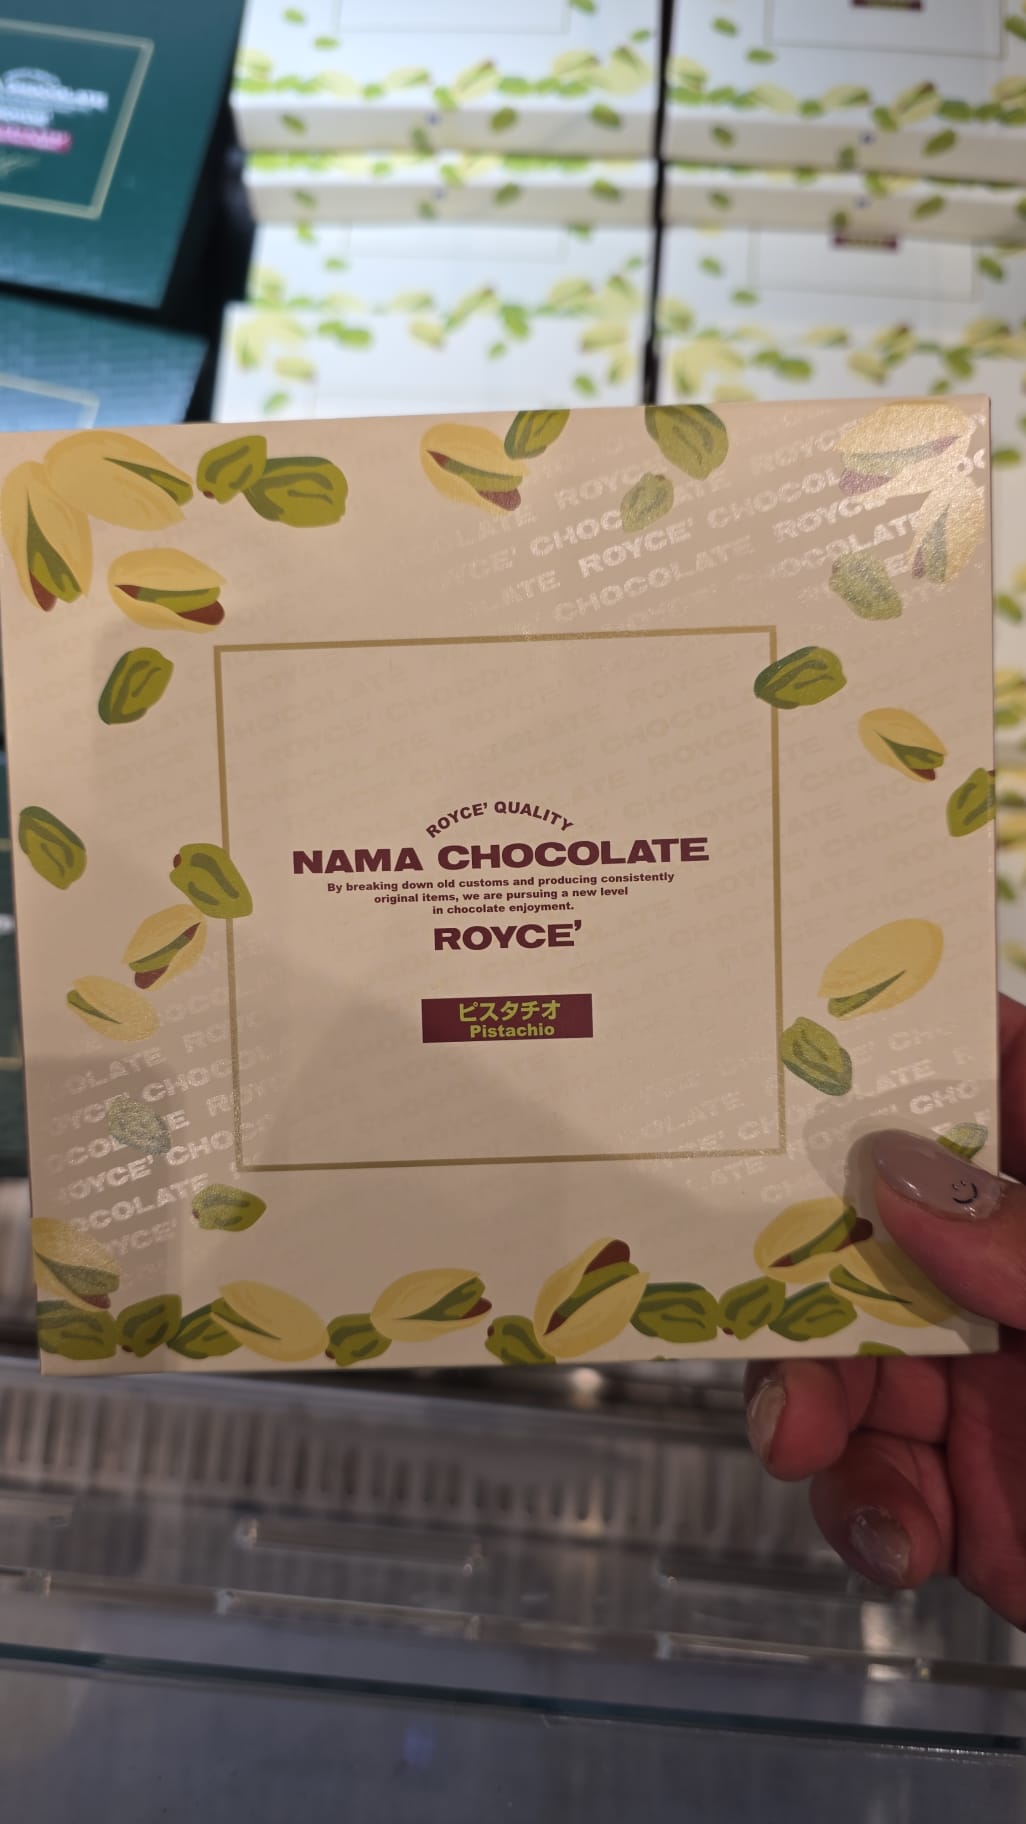 ROYCE' QUALITY
NAMA CHOCOLATE
By breaking down old customs and producing consistently
original items, we are pursuing a new level
in chocolate enjoyment.
ROYCE'
ピスタチオ
Pistachio